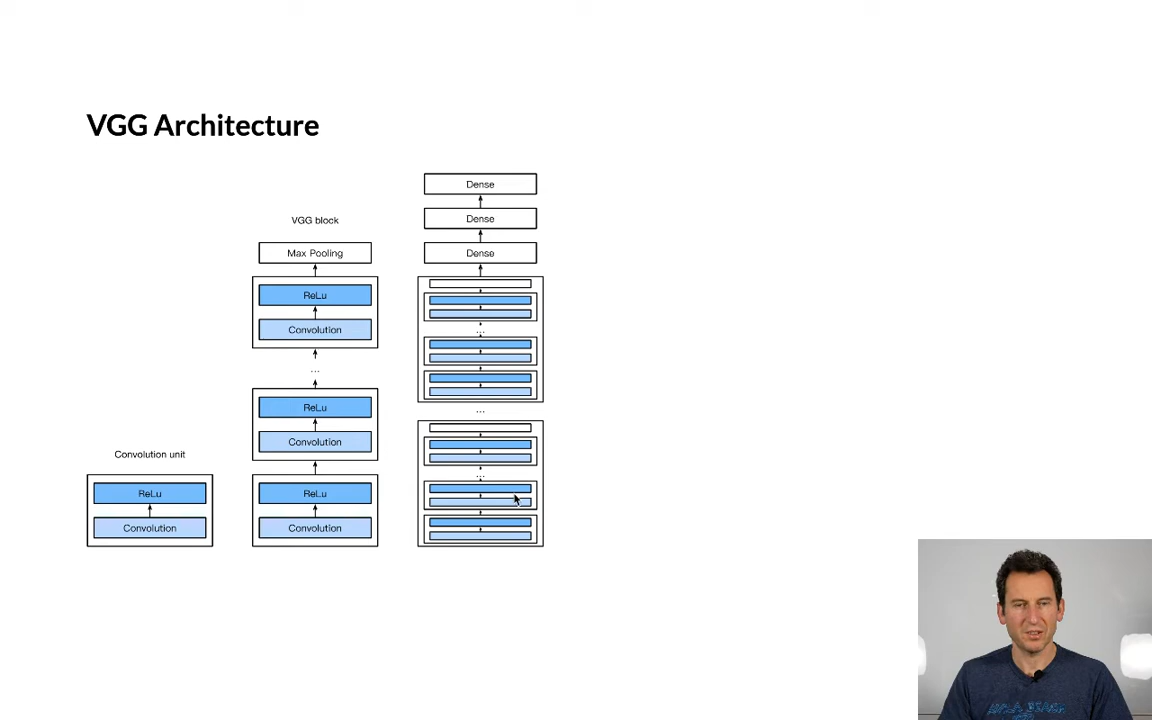 VGG Architecture
Convolution unit
ReLu
Convolution
VGG block
Max Pooling
ReLu
Convolution
...
ReLu
Convolution
ReLu
Convolution
Dense
Dense
Dense
...
...
...